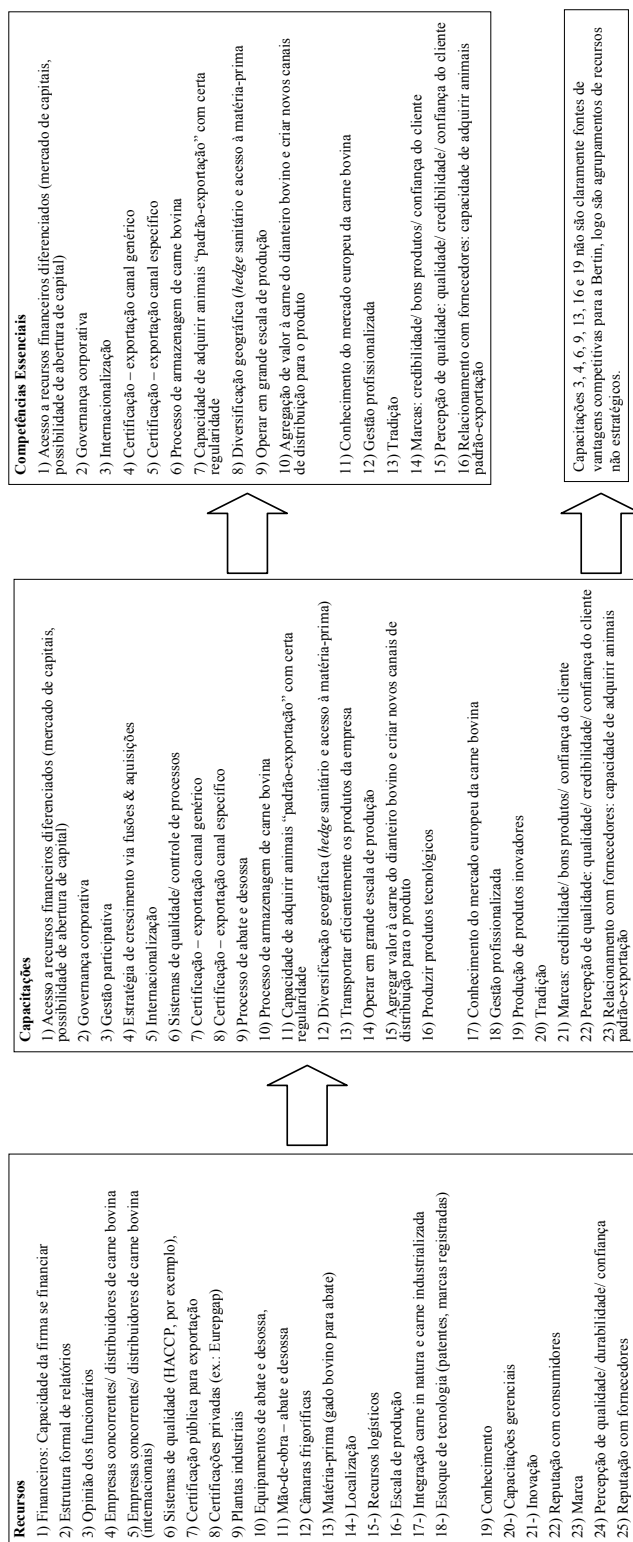 Recursos
1) Financeiros: Capacidade da firma se financiar
2) Estrutura formal de relatórios
3) Opinião dos funcionários
4) Empresas concorrentes/ distribuidores de carne bovina
5) Empresas concorrentes/ distribuidores de carne bovina
(internacionais)
6) Sistemas de qualidade (HACCP, por exemplo),
7) Certificação pública para exportação
8) Certificações privadas (ex.: Eurepgap)
9) Plantas industriais
10) Equipamentos de abate e desossa,
11) Mão-de-obra – abate e desossa
12) Câmaras frigoríficas
13) Matéria-prima (gado bovino para abate)
14-) Localização
15-) Recursos logísticos
16-) Escala de produção
17-) Integração carne in natura e carne industrializada
18-) Estoque de tecnologia (patentes, marcas registradas)
19) Conhecimento
20-) Capacitações gerenciais
21-) Inovação
22) Reputação com consumidores
23) Marca
24) Percepção de qualidade/ durabilidade/ confiança
25) Reputação com fornecedores
Capacitações
1) Acesso a recursos financeiros diferenciados (mercado de capitais,
possibilidade de abertura de capital)
2) Governança corporativa
3) Gestão participativa
4) Estratégia de crescimento via fusões & aquisições
5) Internacionalização
6) Sistemas de qualidade/ controle de processos
7) Certificação – exportação canal genérico
8) Certificação – exportação canal específico
9) Processo de abate e desossa
10) Processo de armazenagem de carne bovina
11) Capacidade de adquirir animais “padrão-exportação” com certa
regularidade
12) Diversificação geográfica (hedge sanitário e acesso à matéria-prima)
13) Transportar eficientemente os produtos da empresa
14) Operar em grande escala de produção
15) Agregar valor à carne do dianteiro bovino e criar novos canais de
distribuição para o produto
16) Produzir produtos tecnológicos
17) Conhecimento do mercado europeu da carne bovina
18) Gestão profissionalizada
19) Produção de produtos inovadores
20) Tradição
21) Marcas: credibilidade/ bons produtos/ confiança do cliente
22) Percepção de qualidade: qualidade/ credibilidade/ confiança do cliente
23) Relacionamento com fornecedores: capacidade de adquirir animais
padrão-exportação
Competências Essenciais
1) Acesso a recursos financeiros diferenciados (mercado de capitais,
possibilidade de abertura de capital)
2) Governança corporativa
3) Internacionalização
4) Certificação – exportação canal genérico
5) Certificação – exportação canal específico
6) Processo de armazenagem de carne bovina
7) Capacidade de adquirir animais “padrão-exportação” com certa
regularidade
8) Diversificação geográfica (hedge sanitário e acesso à matéria-prima
9) Operar em grande escala de produção
10) Agregação de valor à carne do dianteiro bovino e criar novos canais
de distribuição para o produto
11) Conhecimento do mercado europeu da carne bovina
12) Gestão profissionalizada
13) Tradição
14) Marcas: credibilidade/ bons produtos/ confiança do cliente
15) Percepção de qualidade: qualidade/ credibilidade/ confiança do cliente
16) Relacionamento com fornecedores: capacidade de adquirir animais
padrão-exportação
Capacitações 3, 4, 6, 9, 13, 16 e 19 não são claramente fontes de
vantagens competitivas para a Bertin, logo são agrupamentos de recursos
não estratégicos.